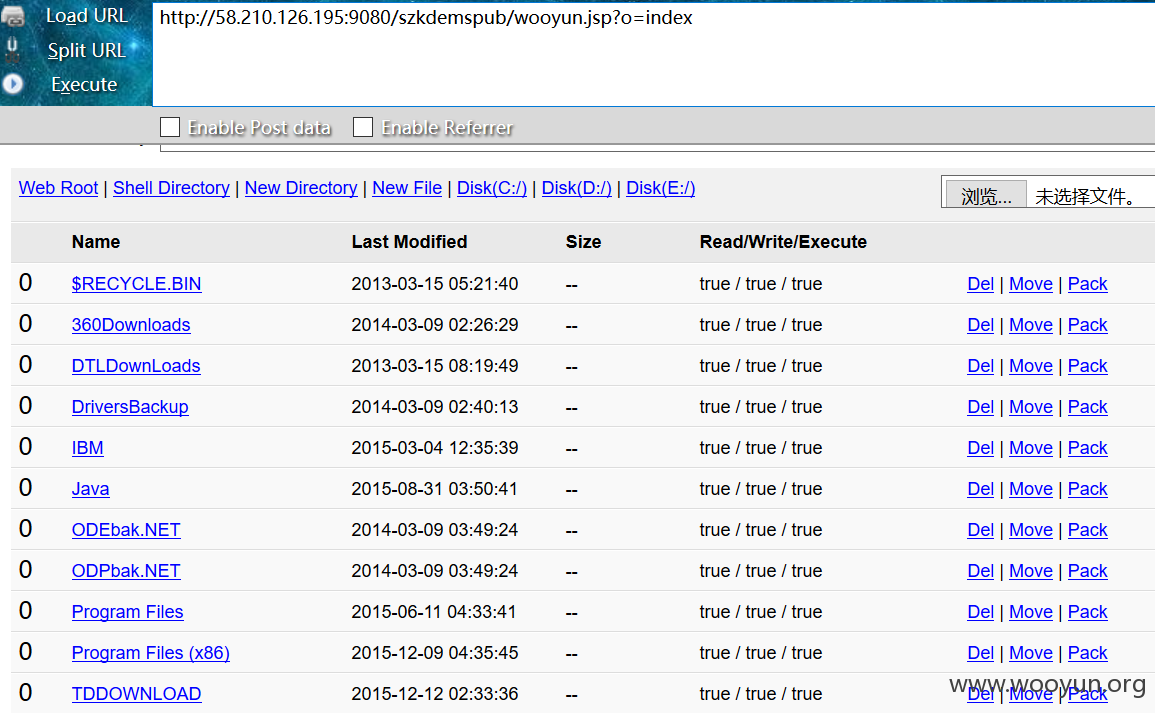 Load URL
http://58.210.126.195:9080/szkdemspub/wooyun.jsp?o=index
Split URL
Execute
Enable Post data Enable Referrer
Web Root | Shell Directory | New Directory | New File | Disk(C:/) | Disk(D:/) | Disk(E:/)
浏览... 未选择文件。
Name Last Modified Size Read/Write/Execute
0 $RECYCLE.BIN 2013-03-15 05:21:40 -- true / true / true Del | Move | Pack
0 360Downloads 2014-03-09 02:26:29 -- true / true / true Del | Move | Pack
0 DTLDownLoads 2013-03-15 08:19:49 -- true / true / true Del | Move | Pack
0 DriversBackup 2014-03-09 02:40:13 -- true / true / true Del | Move | Pack
0 IBM 2015-03-04 12:35:39 -- true / true / true Del | Move | Pack
0 Java 2015-08-31 03:50:41 -- true / true / true Del | Move | Pack
0 ODEbak.NET 2014-03-09 03:49:24 -- true / true / true Del | Move | Pack
0 ODPbak.NET 2014-03-09 03:49:24 -- true / true / true Del | Move | Pack
0 Program Files 2015-06-11 04:33:41 -- true / true / true Del | Move | Pack
0 Program Files (x86) 2015-12-09 04:35:45 -- true / true / true Del | Move | Pack
0 TDDOWNLOAD 2015-12-12 02:33:36 -- true / true / true Del | Move | Pack
www.wooyun.org